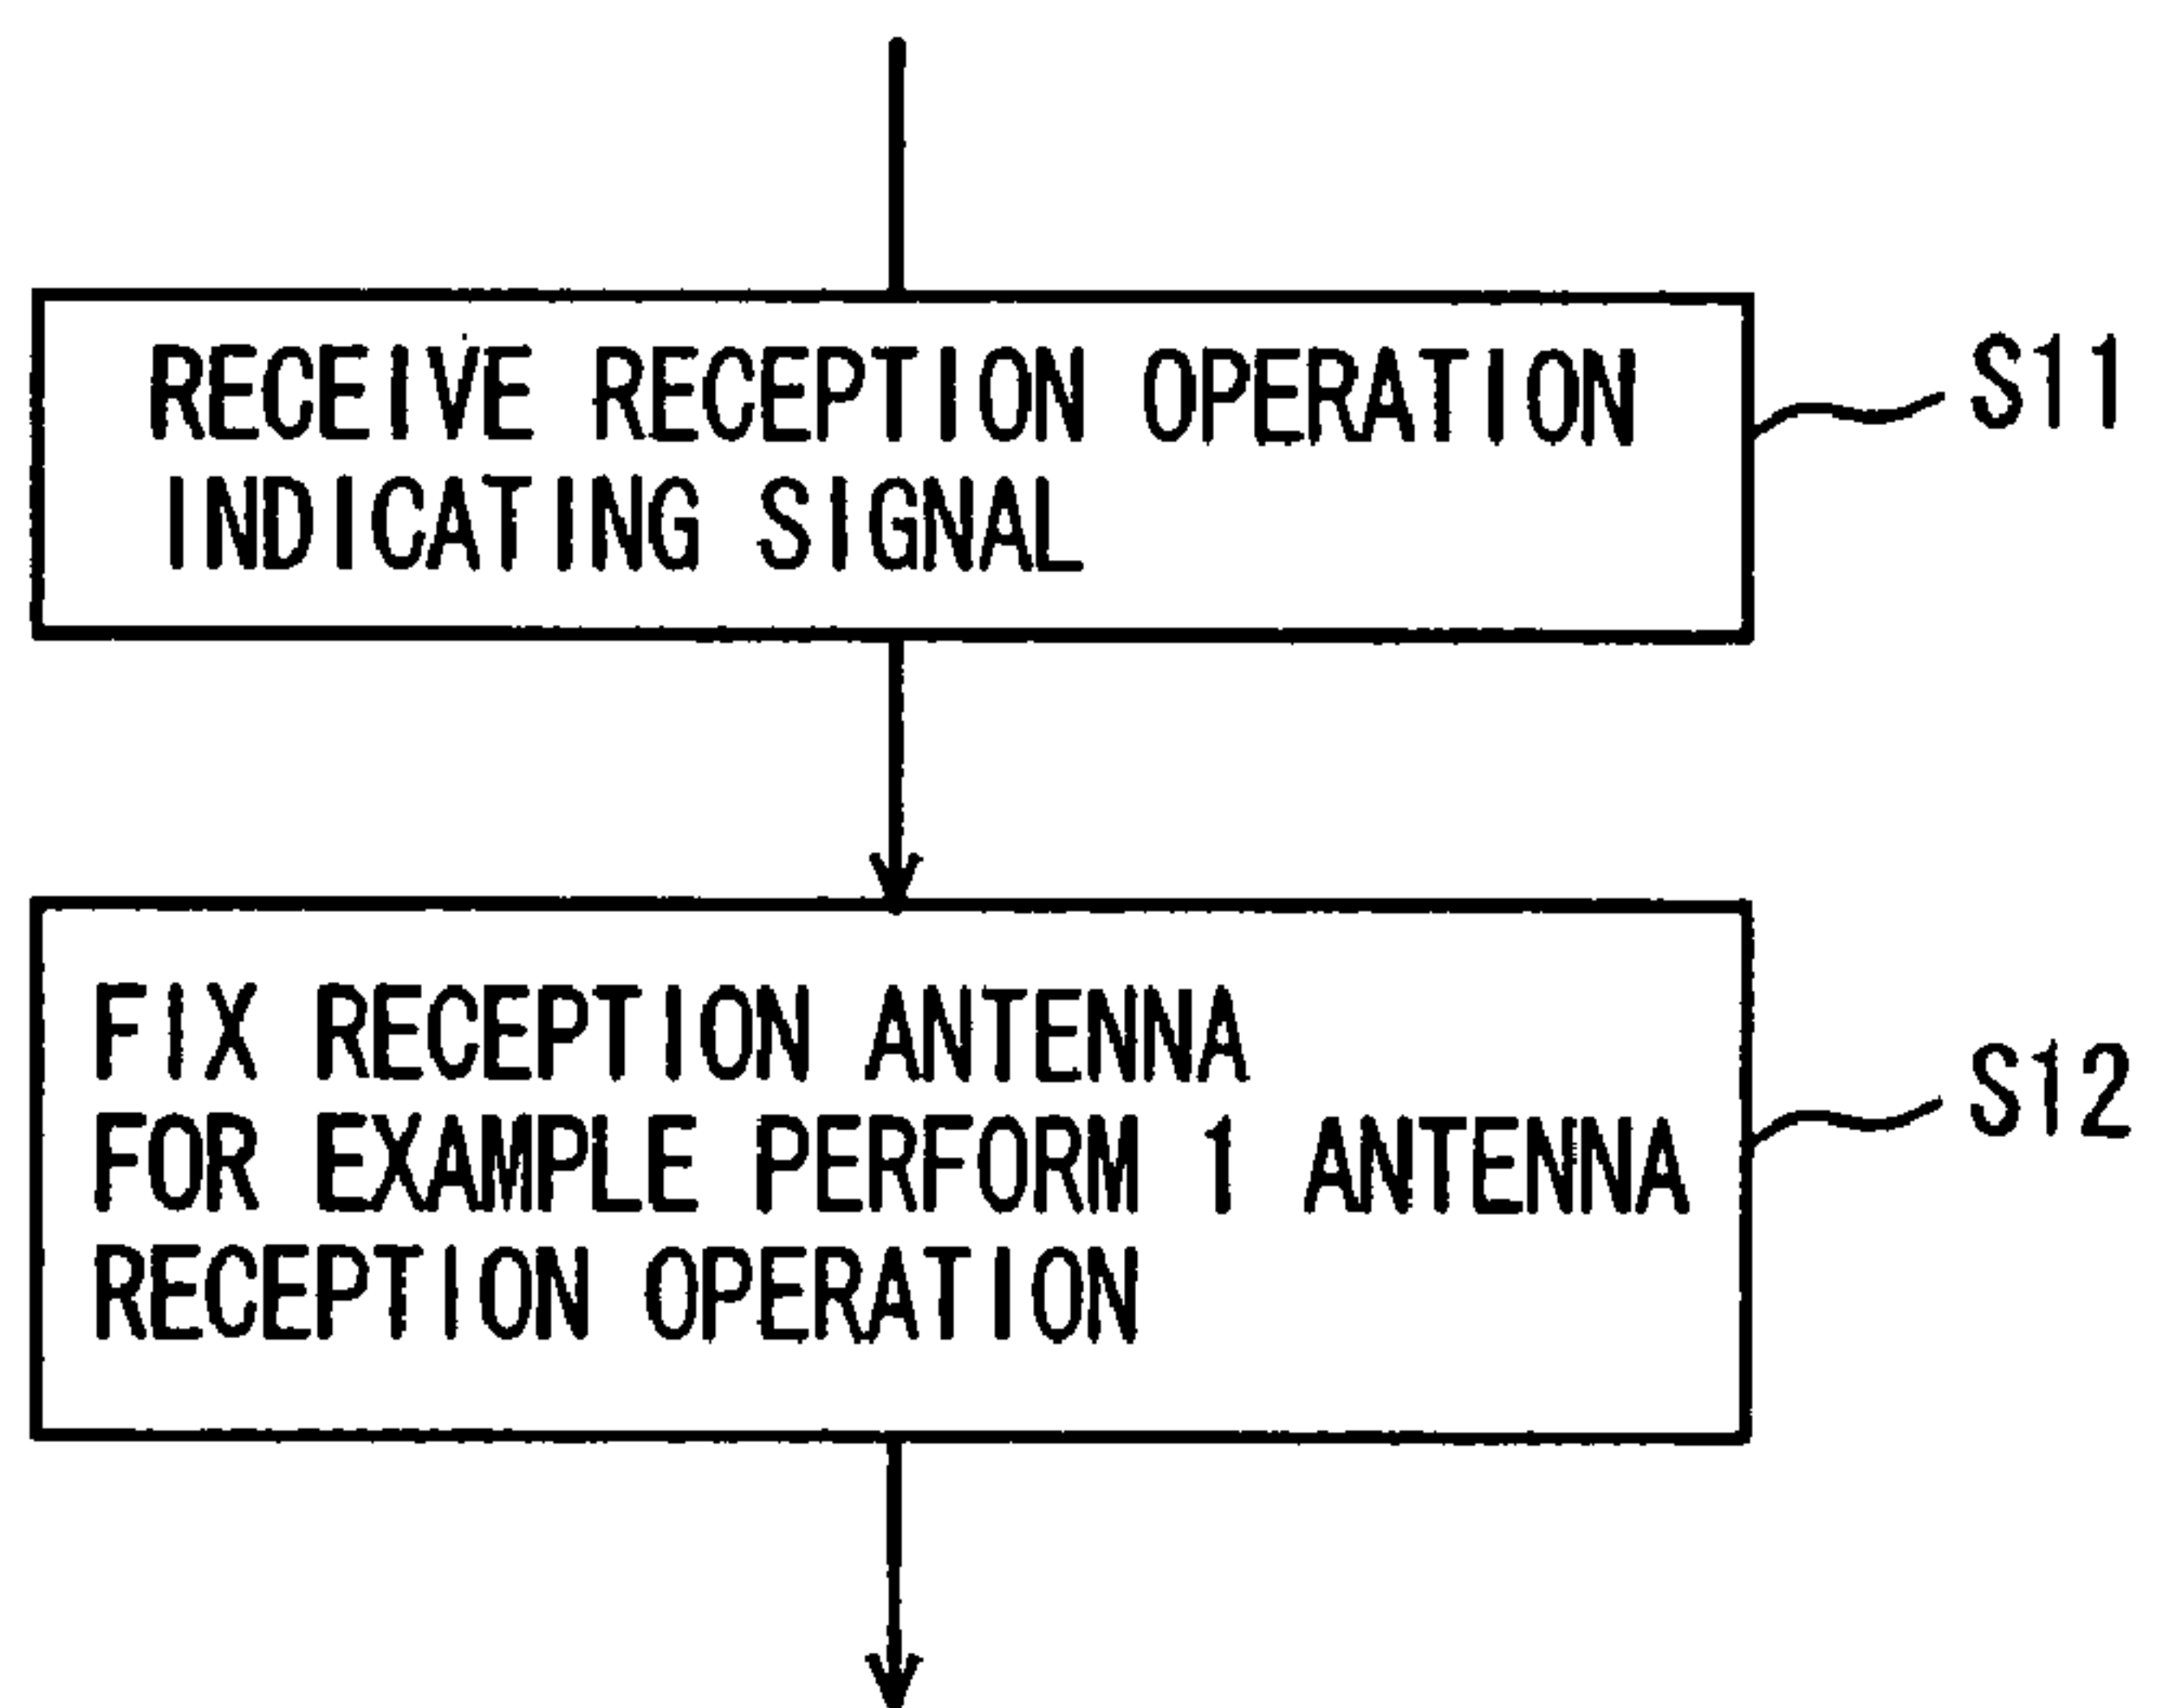 RECEIVE RECEPTION OPERATION
INDICATING SIGNAL
S11
FIX RECEPTION ANTENNA
FOR EXAMPLE PERFORM 1 ANTENNA
RECEPTION OPERATION
S12